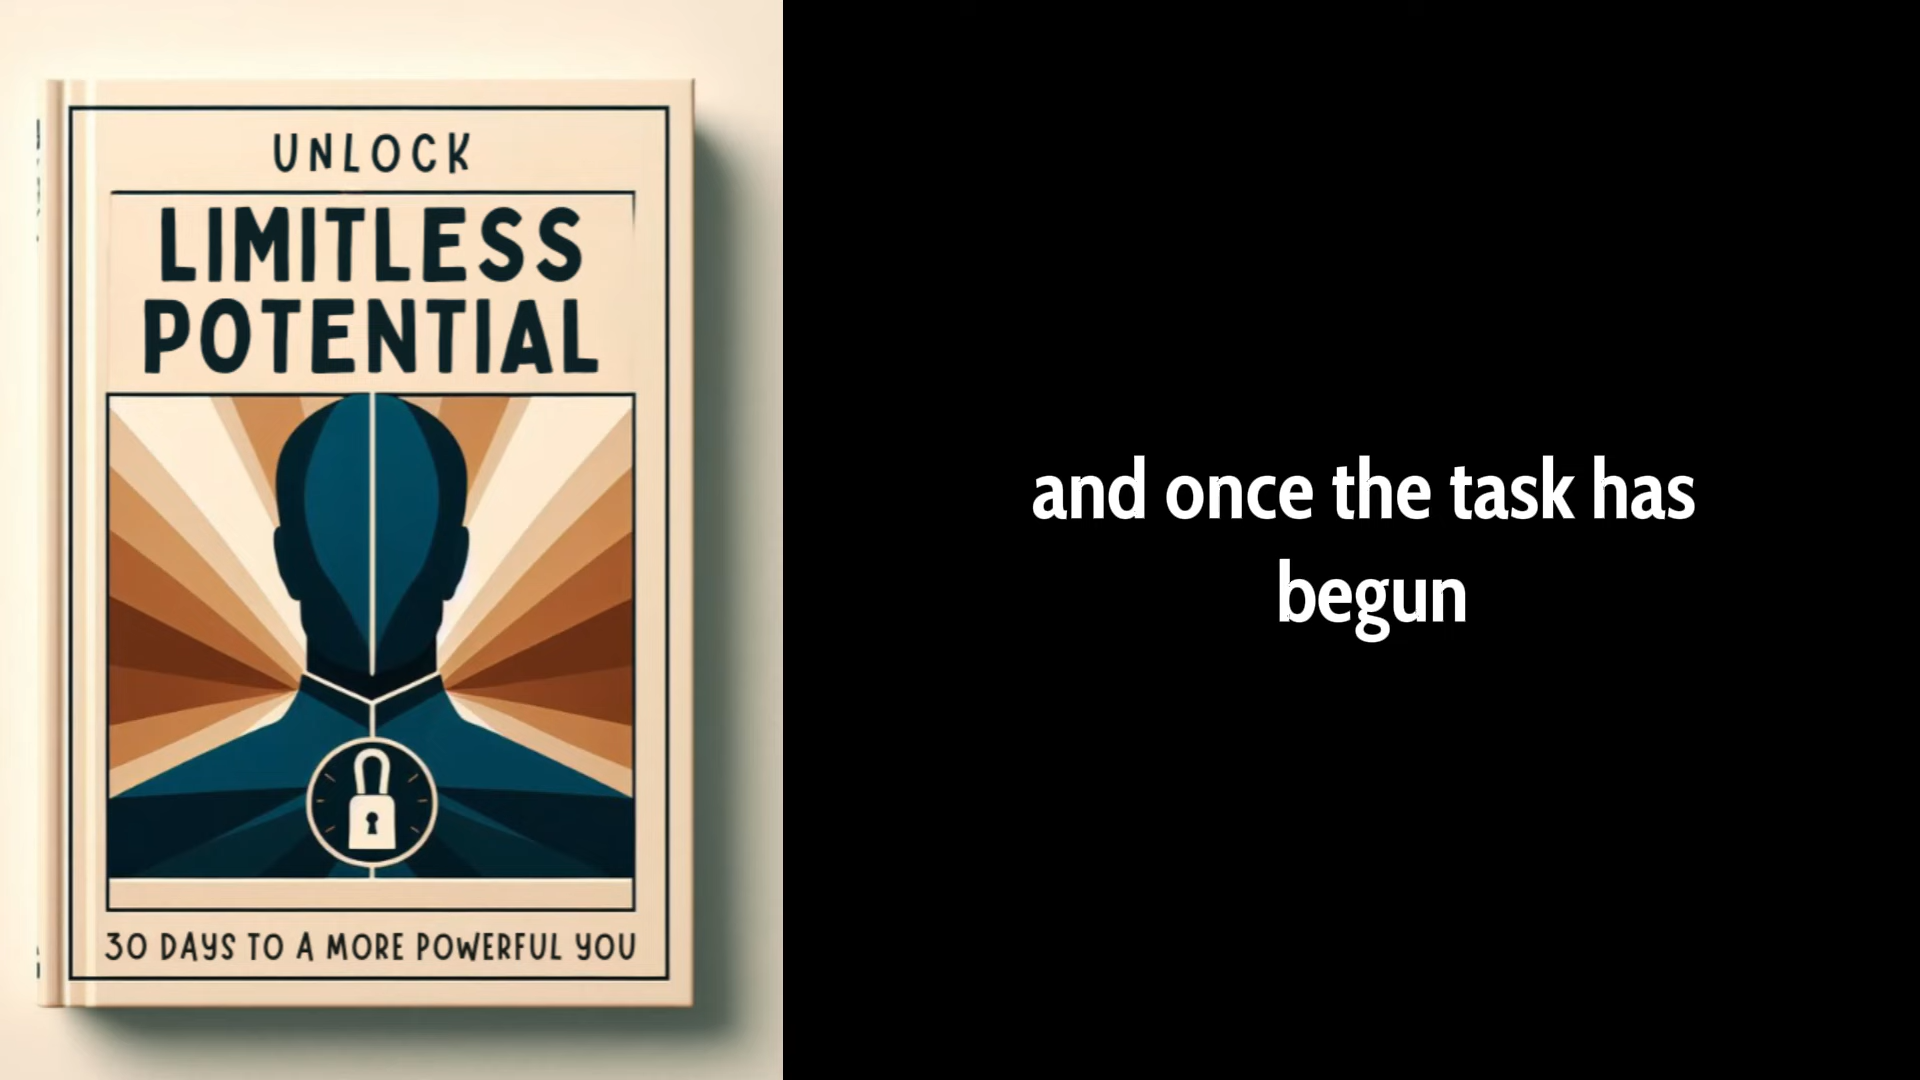 UNLOCK
LIMITLESS
POTENTIAL
30 DAYS TO A MORE POWERFUL YOU
and once the task has
begun